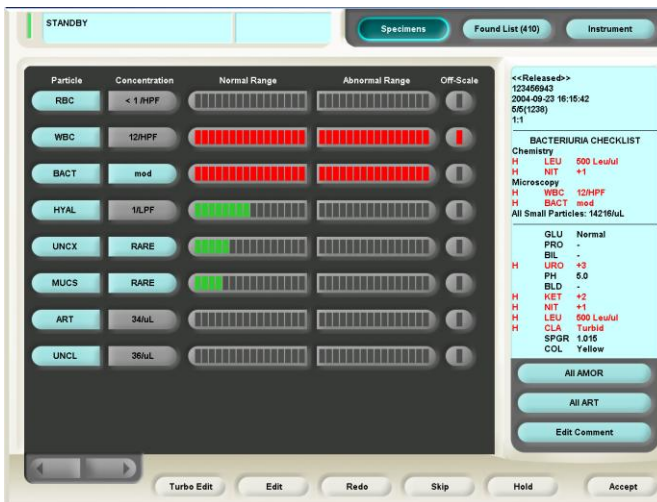 STANDBY
Specimens
Found List (410)
Instrument
Particle Concentration Normal Range Abnormal Range Off-Scale
RBC < 1 /HPF
WBC 12/HPF
BACT mod
HYAL 1/LPF
UNCX RARE
MUCS RARE
ART 34/uL
UNCL 36/uL
<<Released>>
123456943
2004-09-23 16:15:42
5/5(1238)
1:1
BACTERIURIA CHECKLIST
Chemistry
H LEU 500 Leu/ul
H NIT +1
Microscopy
H WBC 12/HPF
H BACT mod
All Small Particles: 14216/uL
GLU Normal
PRO -
BIL -
H URO +3
PH 5.0
BLD -
H KET +2
H NIT +1
H LEU 500 Leu/ul
H CLA Turbid
SPGR 1.015
COL Yellow
All AMOR
All ART
Edit Comment
Turbo Edit
Edit
Redo
Skip
Hold
Accept